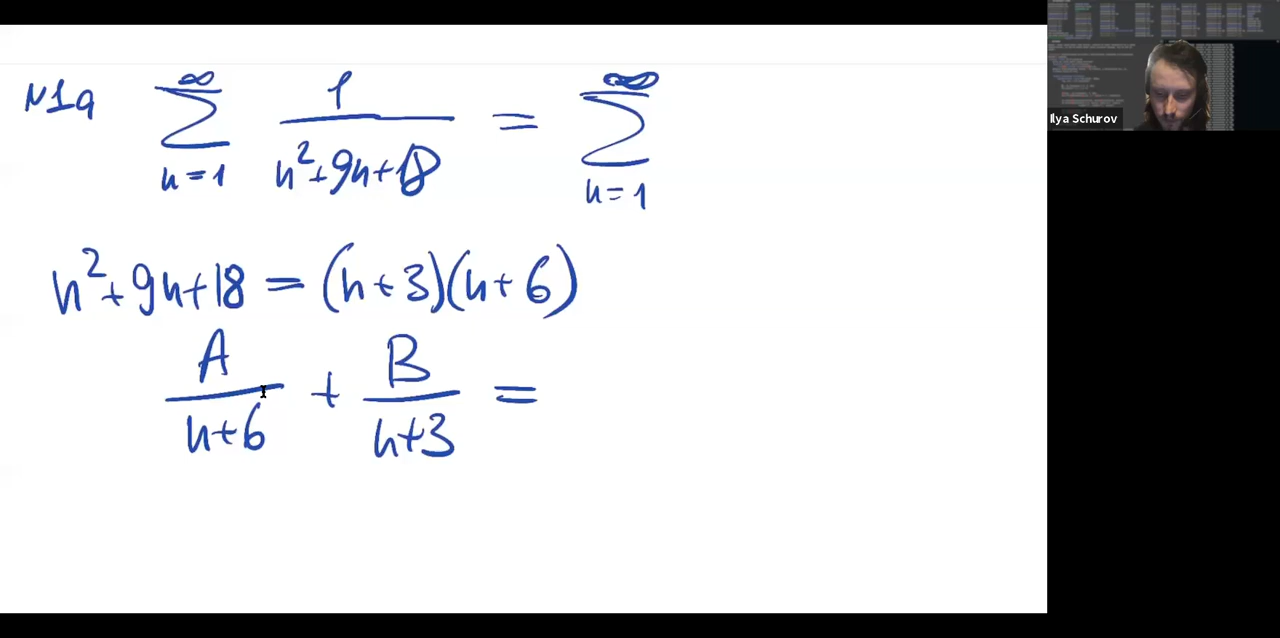 N1a ∑_{n=1}^{∞} 1/(n²+9n+18) = ∑_{n=1}^{∞}
n²+9n+18 = (n+3)(n+6)
A/(n+6) + B/(n+3) =
Ilya Schurov